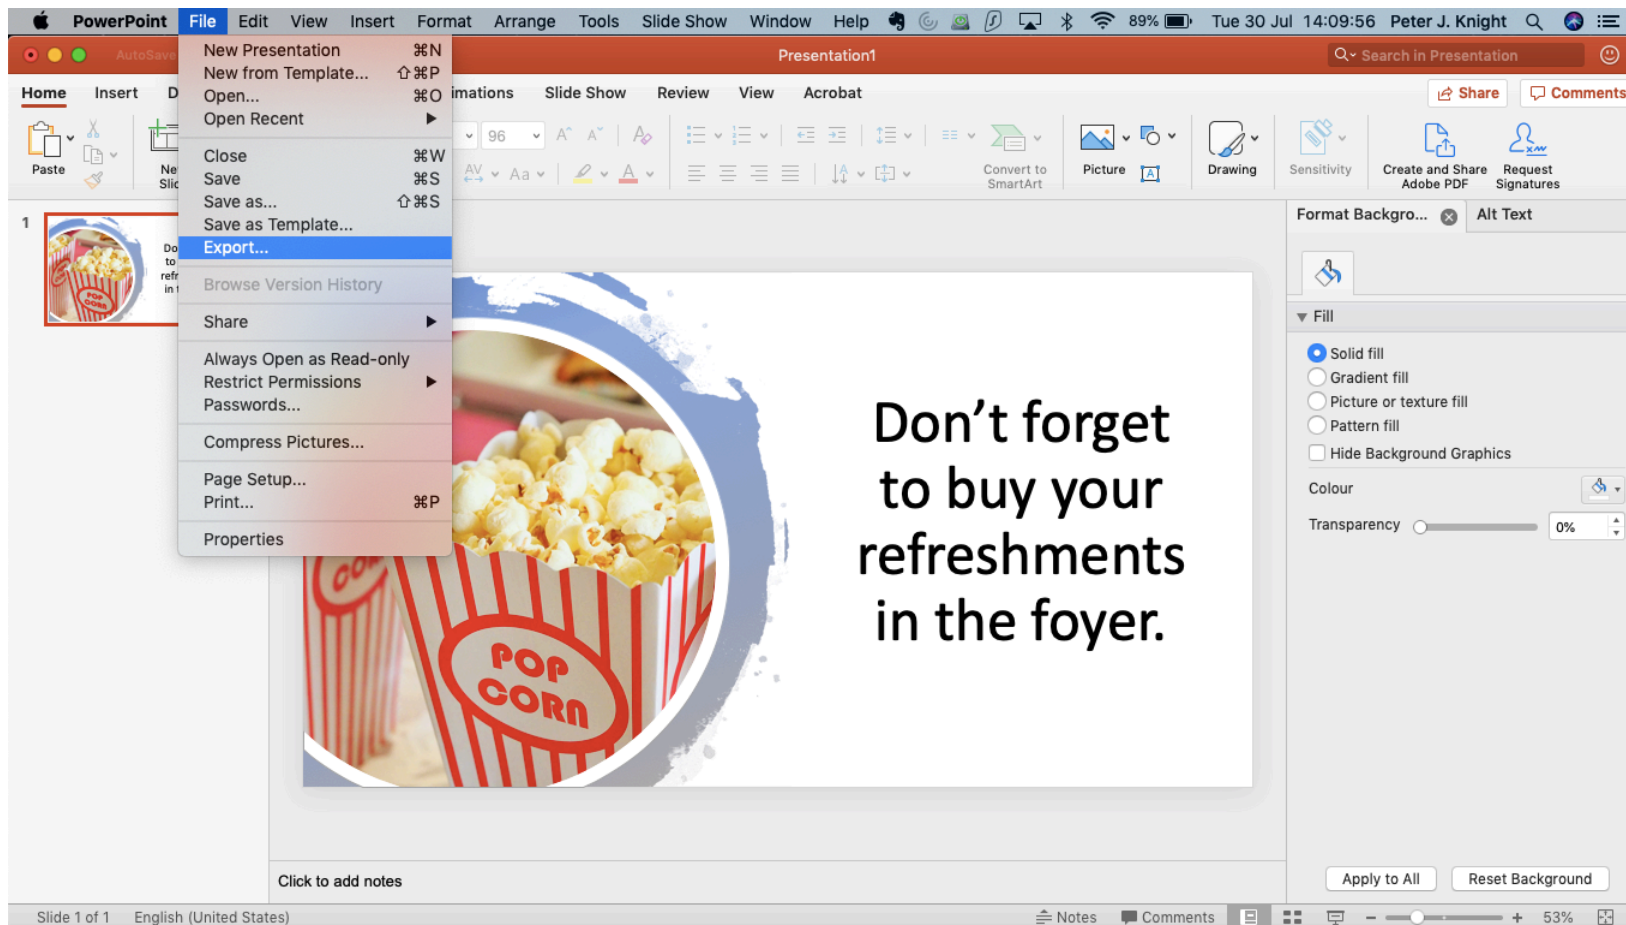 PowerPoint File Edit View Insert Format Arrange Tools Slide Show Window Help 89% Tue 30 Jul 14:09:56 Peter J. Knight
AutoSave Presentation1 Search in Presentation
Home Insert D imations Slide Show Review View Acrobat Share Comments
New Presentation ⌘N
New from Template... ⇧⌘P
Open... ⌘O
Open Recent
Close ⌘W
Save ⌘S
Save as... ⇧⌘S
Save as Template...
Export...
Browse Version History
Share
Always Open as Read-only
Restrict Permissions
Passwords...
Compress Pictures...
Page Setup...
Print... ⌘P
Properties
96
Paste
Convert to
SmartArt
Picture
Drawing
Sensitivity
Create and Share
Adobe PDF
Request
Signatures
1
Don't forget
to buy your
refreshments
in the foyer.
POP
CORN
Format Backgro... Alt Text
Fill
Solid fill
Gradient fill
Picture or texture fill
Pattern fill
Hide Background Graphics
Colour
Transparency 0%
Apply to All Reset Background
Click to add notes
Slide 1 of 1 English (United States) Notes Comments 53%